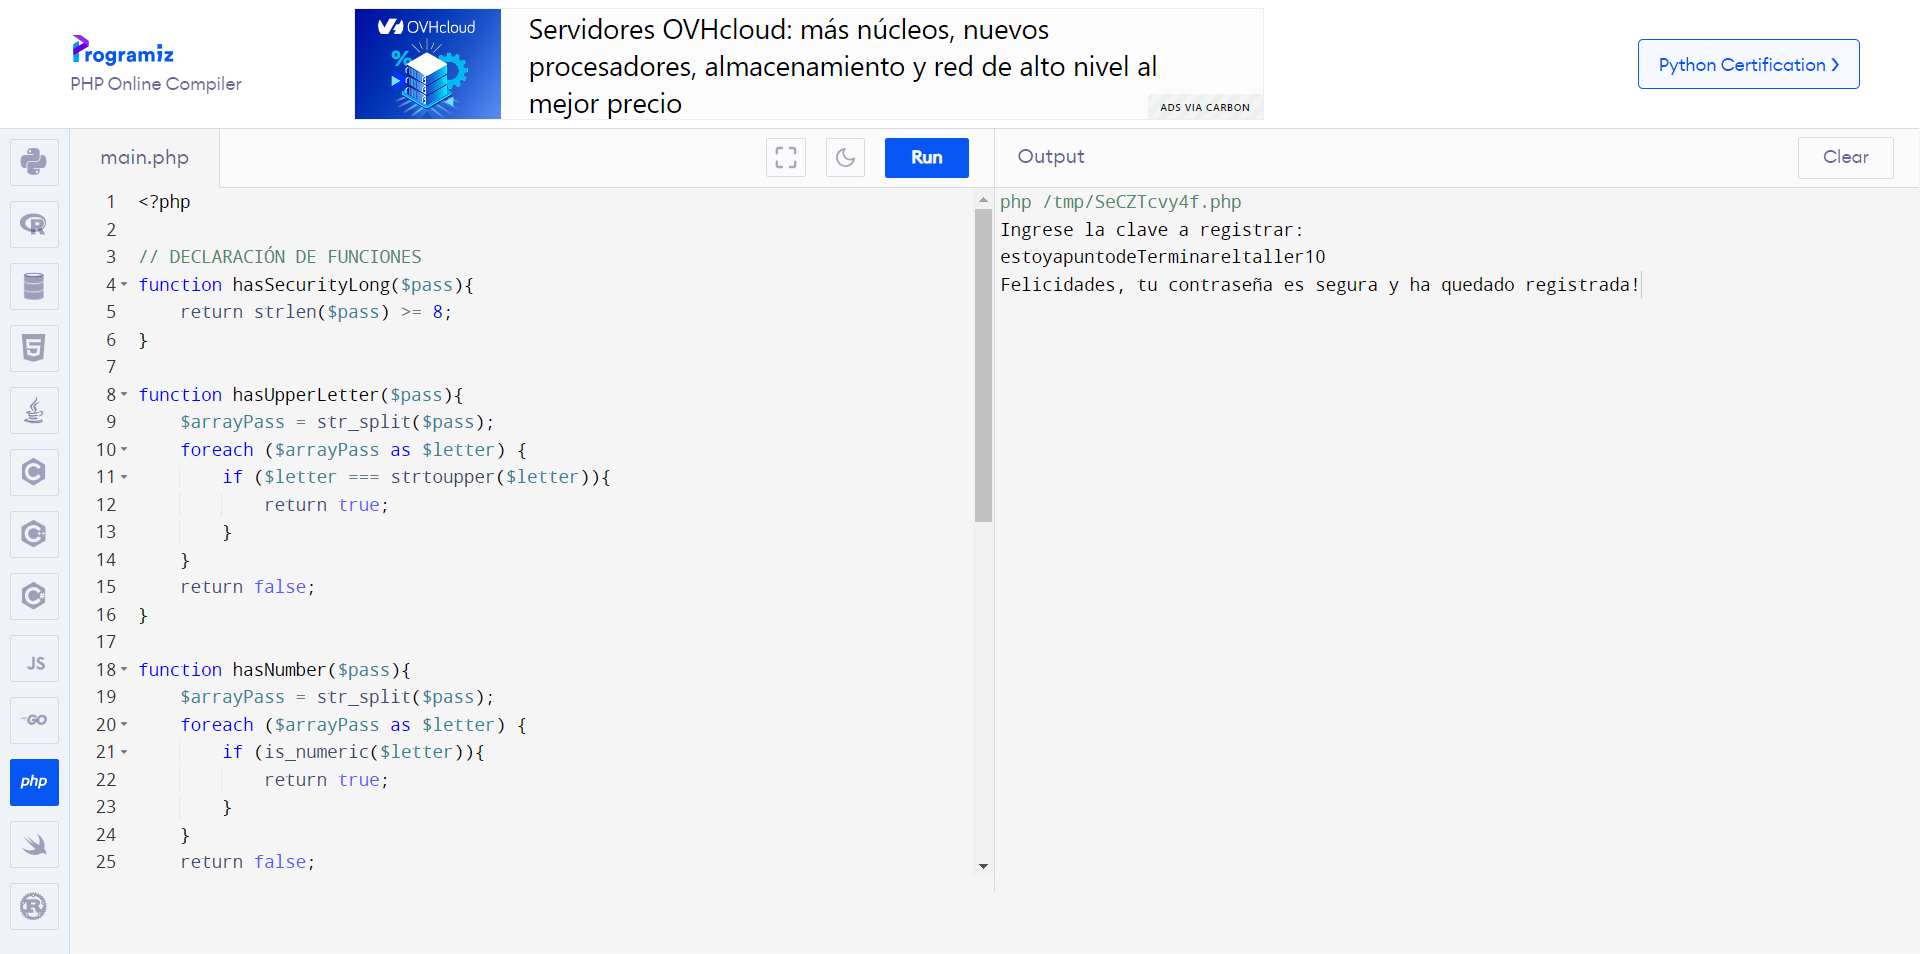 Programiz
PHP Online Compiler
OVHcloud
%
Servidores OVHcloud: más núcleos, nuevos
procesadores, almacenamiento y red de alto nivel al
mejor precio
ADS VIA CARBON
Python Certification
main.php
Run
Output
Clear
R
5
C
C
C
JS
GO
php
R
1 <?php
2
3 // DECLARACIÓN DE FUNCIONES
4 function hasSecurityLong($pass){
5 return strlen($pass) >= 8;
6 }
7
8 function hasUpperLetter($pass){
9 $arrayPass = str_split($pass);
10 foreach ($arrayPass as $letter) {
11 if ($letter === strtoupper($letter)){
12 return true;
13 }
14 }
15 return false;
16 }
17
18 function hasNumber($pass){
19 $arrayPass = str_split($pass);
20 foreach ($arrayPass as $letter) {
21 if (is_numeric($letter)){
22 return true;
23 }
24 }
25 return false;
php /tmp/SeCZTcvy4f.php
Ingrese la clave a registrar:
estoyapuntodeTerminareltaller10
Felicidades, tu contraseña es segura y ha quedado registrada!